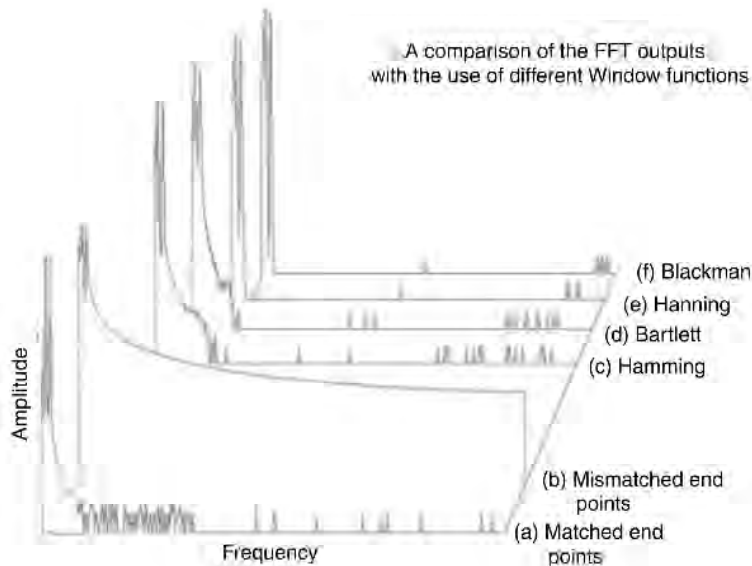 A comparison of the FFT outputs
with the use of different Window functions
(f) Blackman
(e) Hanning
(d) Bartlett
(c) Hamming
Amplitude
(b) Mismatched end
points
(a) Matched end
points
Frequency